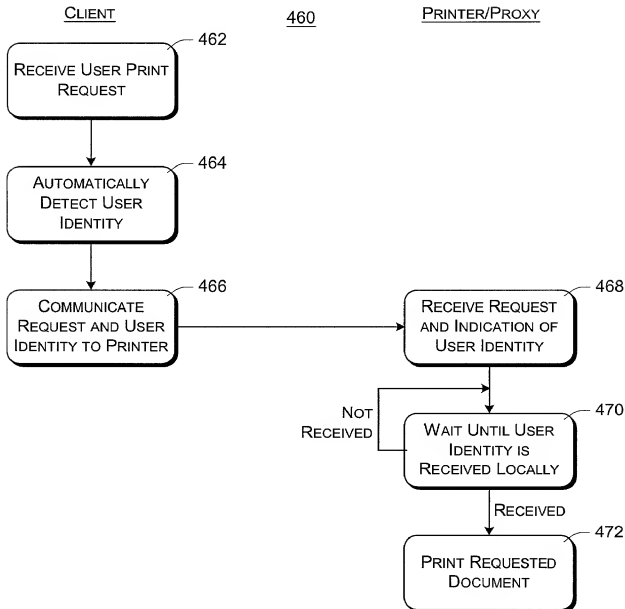 CLIENT
460
PRINTER/PROXY
462
RECEIVE USER PRINT
REQUEST
464
AUTOMATICALLY
DETECT USER
IDENTITY
466
COMMUNICATE
REQUEST AND USER
IDENTITY TO PRINTER
468
RECEIVE REQUEST
AND INDICATION OF
USER IDENTITY
NOT
RECEIVED
470
WAIT UNTIL USER
IDENTITY IS
RECEIVED LOCALLY
RECEIVED
472
PRINT REQUESTED
DOCUMENT